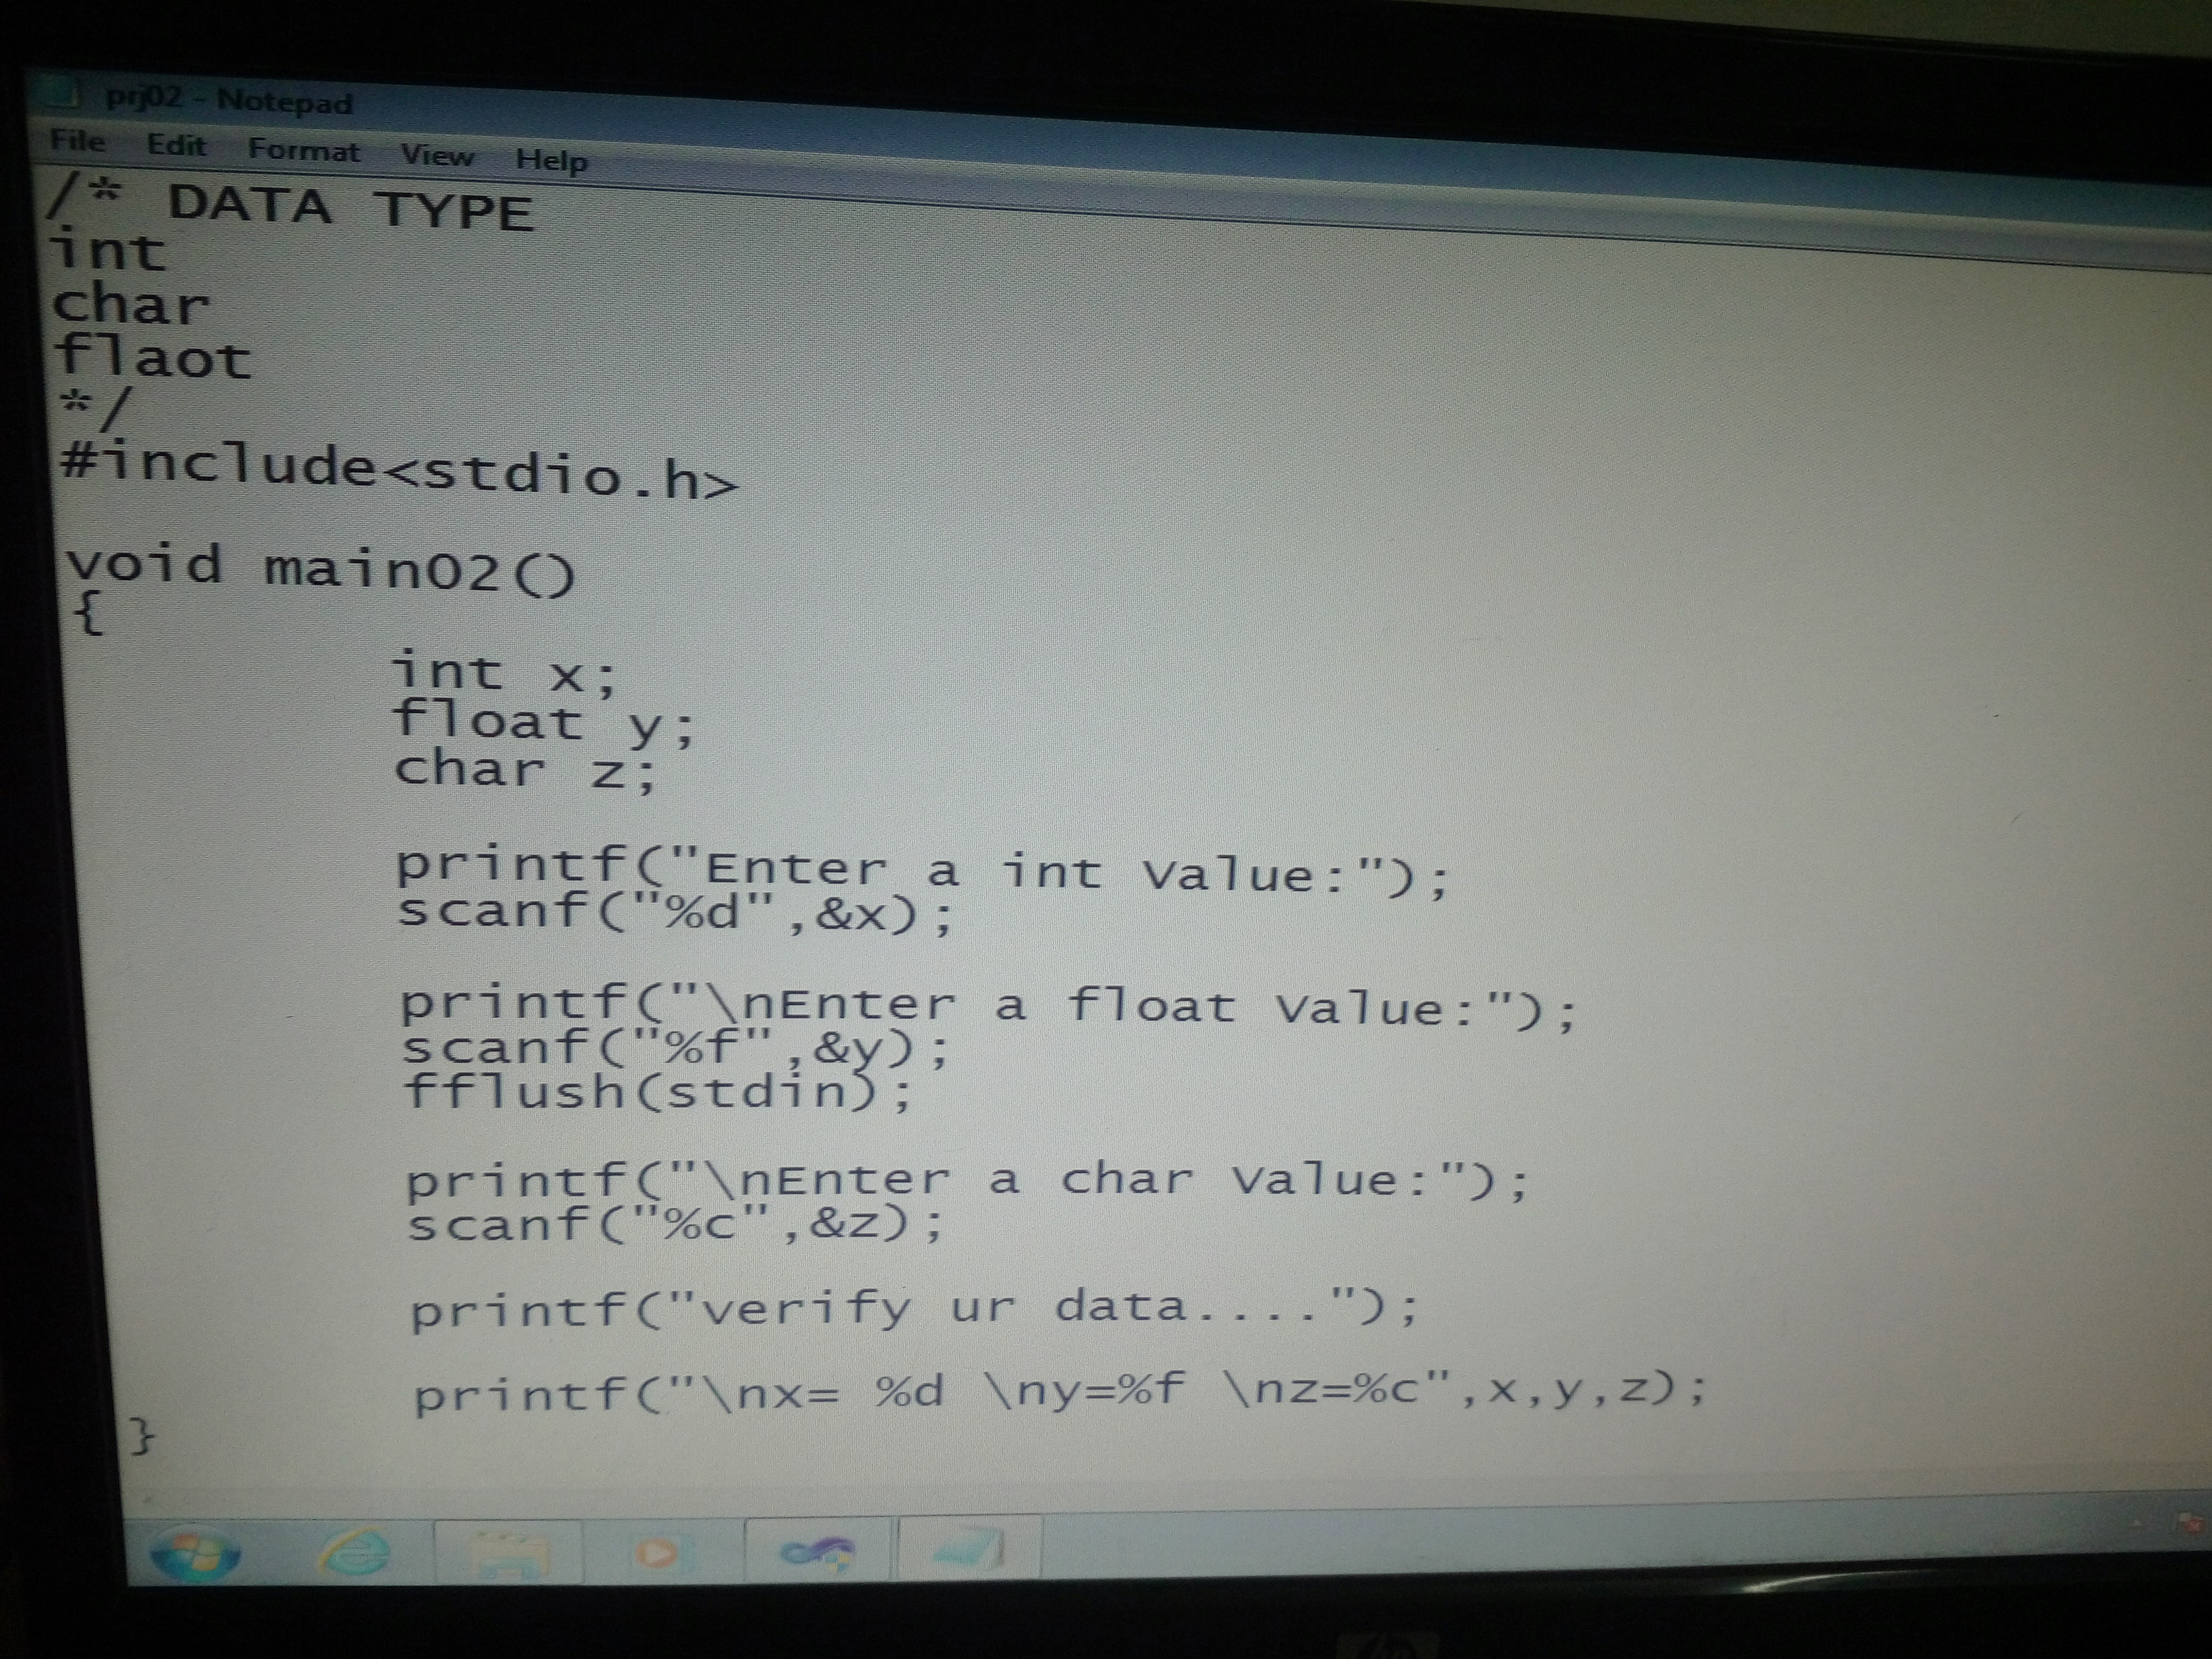 prj02 - Notepad
File Edit Format View Help
/* DATA TYPE
int
char
flaot
*/
#include<stdio.h>
void main02()
{
int x;
float y;
char z;
printf("Enter a int Value:");
scanf("%d",&x);
printf("\nEnter a float Value:");
scanf("%f",&y);
fflush(stdin);
printf("\nEnter a char Value:");
scanf("%c",&z);
printf("verify ur data....");
printf("\nx= %d \ny=%f \nz=%c",x,y,z);
}
hp